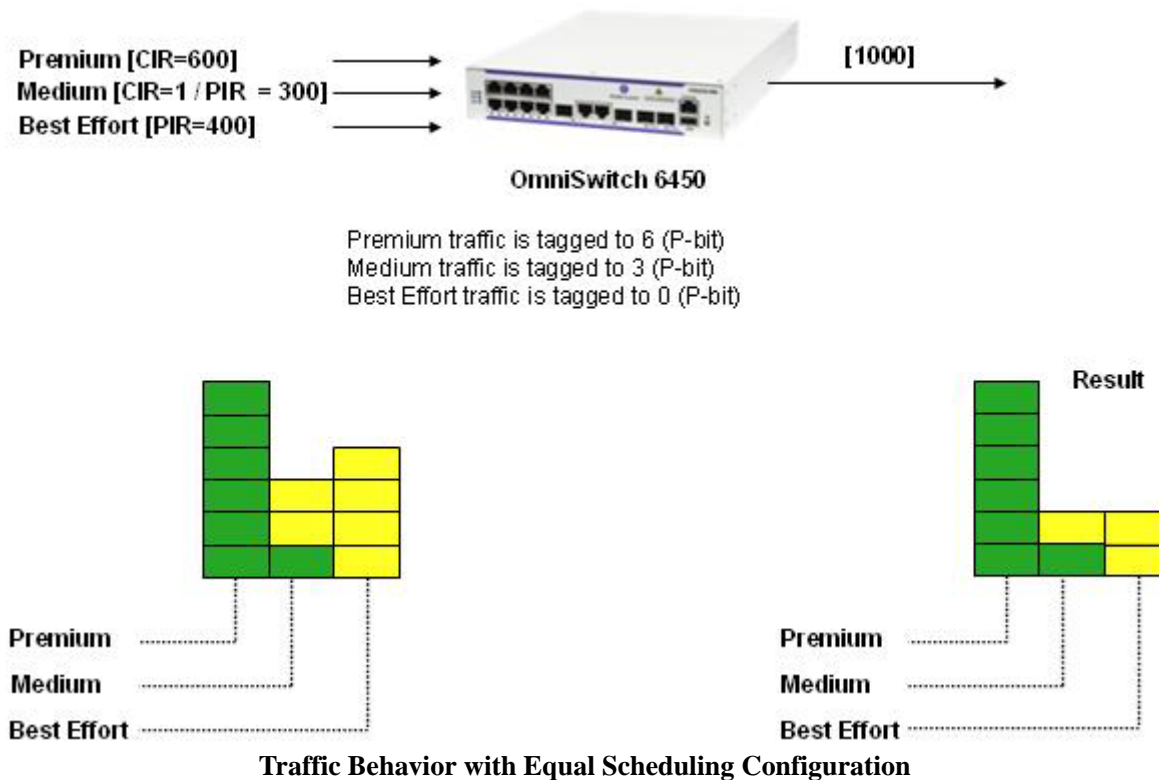 Premium [CIR=600]
Medium [CIR=1 / PIR = 300]
Best Effort [PIR=400]
[1000]
OmniSwitch 6450
Premium traffic is tagged to 6 (P-bit)
Medium traffic is tagged to 3 (P-bit)
Best Effort traffic is tagged to 0 (P-bit)
Result
Premium
Medium
Best Effort
Premium
Medium
Best Effort
Traffic Behavior with Equal Scheduling Configuration